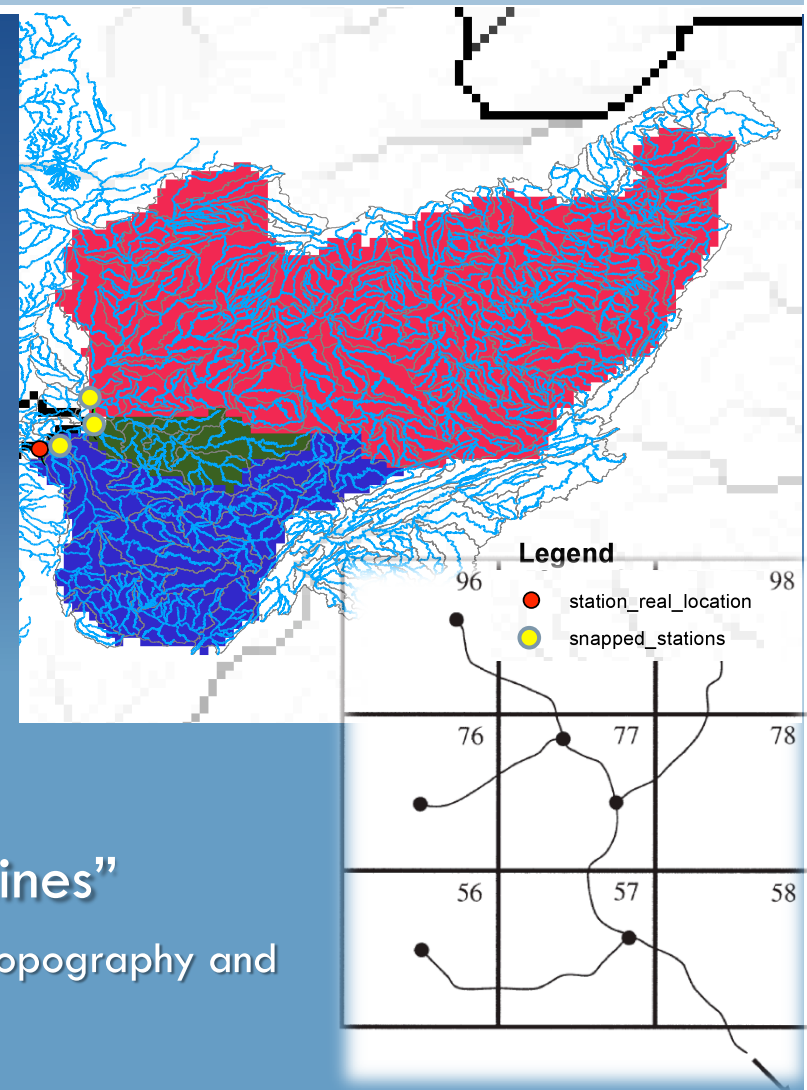 Legend
station_real_location
snapped_stations
96
98
76
77
78
56
57
58
ines”
opography and